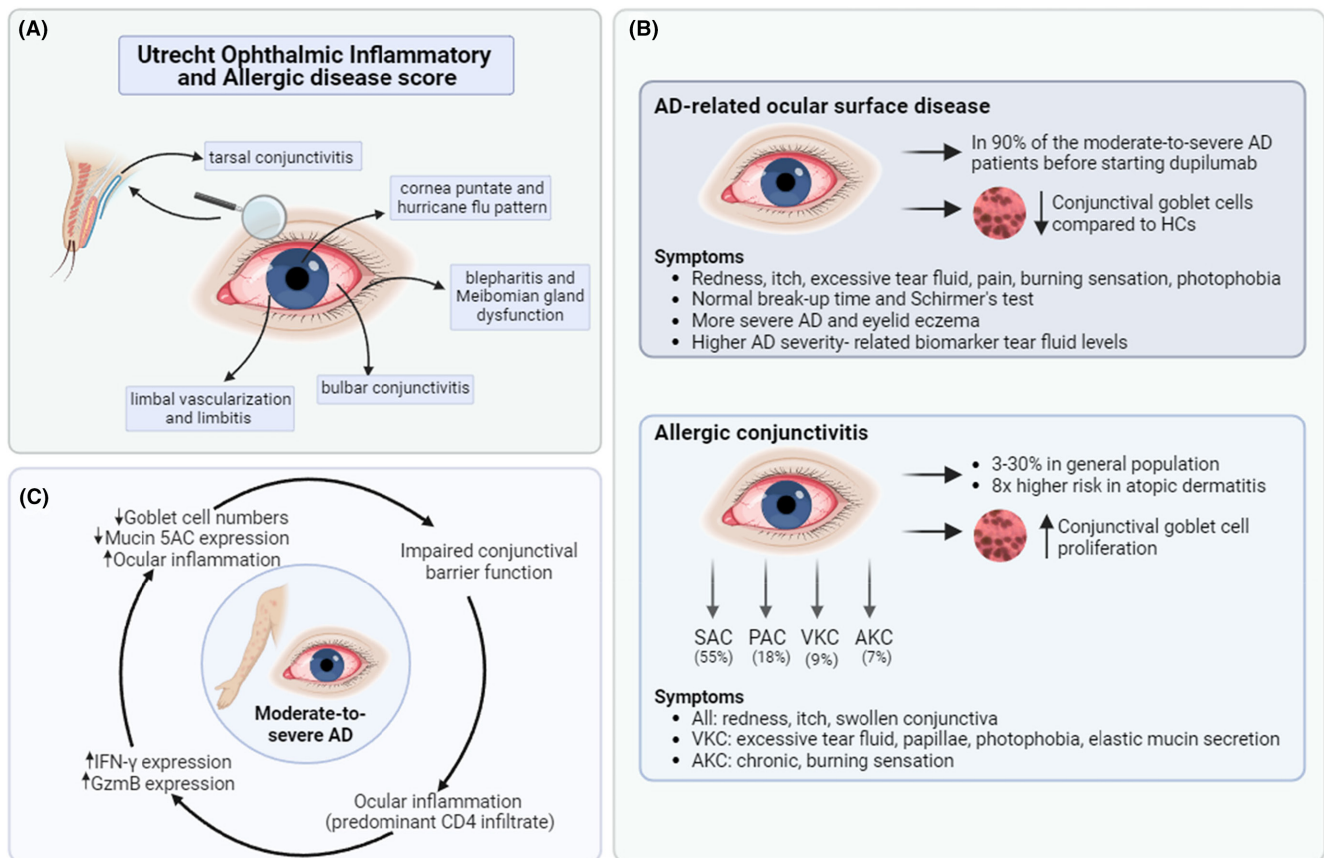 (A)
Utrecht Ophthalmic Inflammatory
and Allergic disease score
tarsal conjunctivitis
cornea puntate and
hurricane flu pattern
blepharitis and
Meibomian gland
dysfunction
bulbar conjunctivitis
limbal vascularization
and limbitis
(B)
AD-related ocular surface disease
In 90% of the moderate-to-severe AD
patients before starting dupilumab
↓ Conjunctival goblet cells
compared to HCs
Symptoms
• Redness, itch, excessive tear fluid, pain, burning sensation, photophobia
• Normal break-up time and Schirmer's test
• More severe AD and eyelid eczema
• Higher AD severity- related biomarker tear fluid levels
Allergic conjunctivitis
• 3-30% in general population
• 8x higher risk in atopic dermatitis
↑ Conjunctival goblet cell
proliferation
SAC PAC VKC AKC
(55%) (18%) (9%) (7%)
Symptoms
• All: redness, itch, swollen conjunctiva
• VKC: excessive tear fluid, papillae, photophobia, elastic mucin secretion
• AKC: chronic, burning sensation
(C)
↓Goblet cell numbers
↓Mucin 5AC expression
↑Ocular inflammation
Impaired conjunctival
barrier function
Moderate-to-
severe AD
↑IFN-γ expression
↑GzmB expression
Ocular inflammation
(predominant CD4 infiltrate)